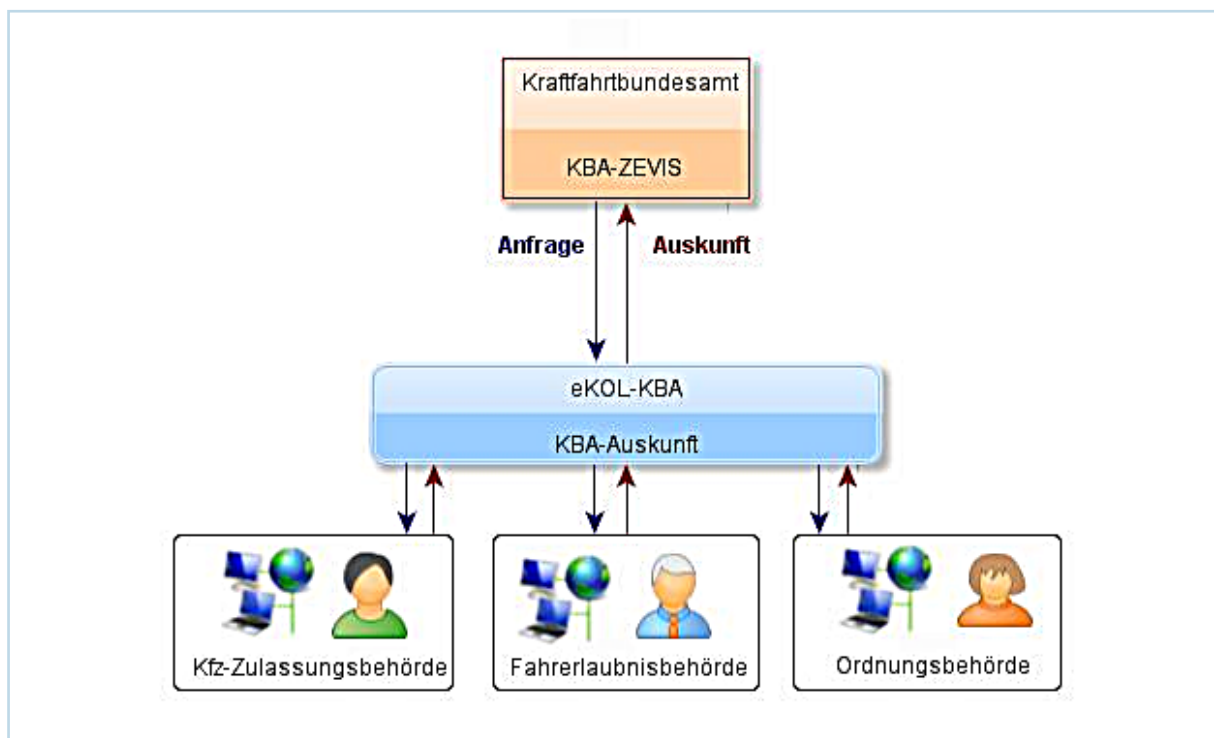 Kraftfahrtbundesamt
KBA-ZEVIS
Anfrage
Auskunft
eKOL-KBA
KBA-Auskunft
Kfz-Zulassungsbehörde
Fahrerlaubnisbehörde
Ordnungsbehörde